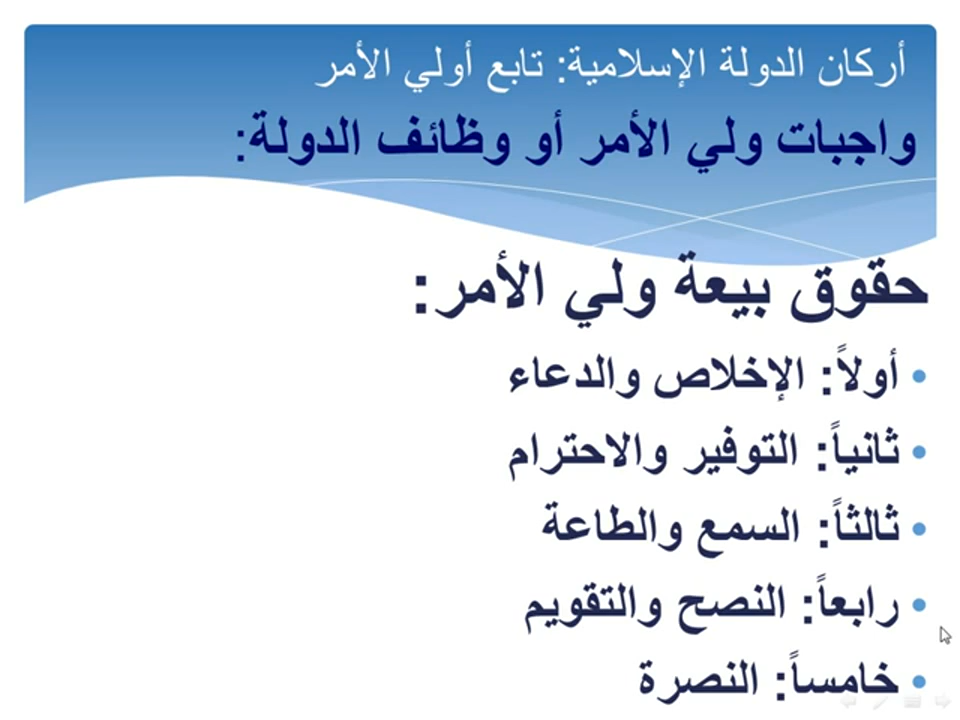 أركان الدولة الإسلامية: تابع أولي الأمر
واجبات ولي الأمر أو وظائف الدولة:
حقوق بيعة ولي الأمر:
• أولاً: الإخلاص والدعاء
• ثانياً: التوفير والاحترام
• ثالثاً: السمع والطاعة
• رابعاً: النصح والتقويم
• خامساً: النصرة